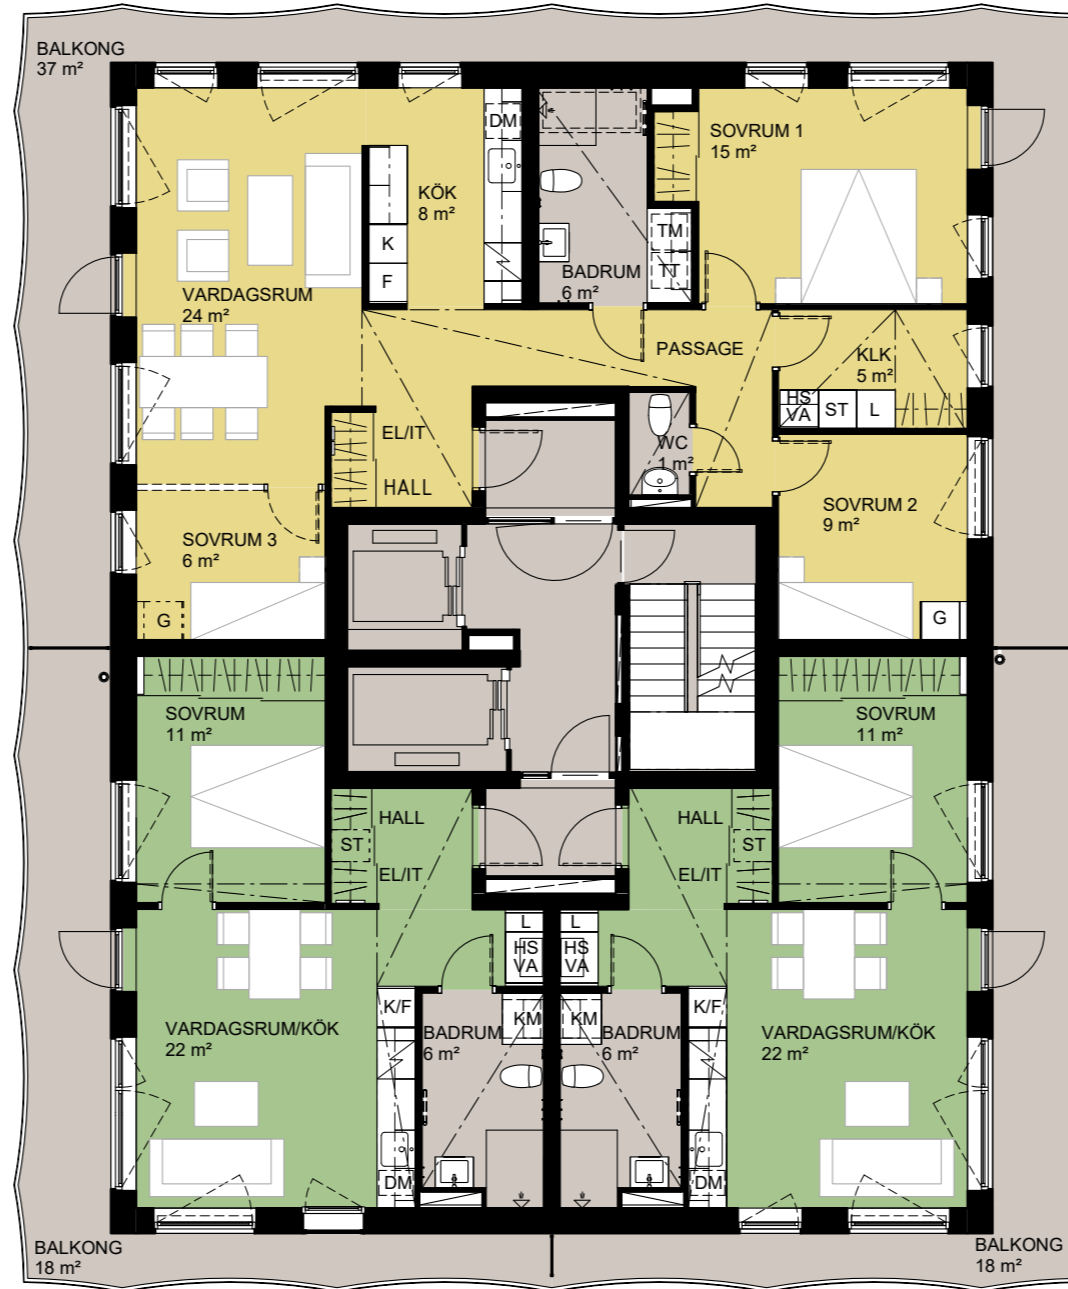 BALKONG
37 m²
DM
SOVRUM 1
15 m²
KÖK
8 m²
K
F
TM
TT
BADRUM
6 m²
VARDAGSRUM
24 m²
PASSAGE
KLK
5 m²
HS
VA
ST
L
EL/IT
HALL
WC
1 m²
SOVRUM 2
9 m²
SOVRUM 3
6 m²
G
G
SOVRUM
11 m²
SOVRUM
11 m²
HALL
ST
EL/IT
HALL
ST
EL/IT
L
HS
VA
L
HS
VA
K/F
KM
KM
K/F
VARDAGSRUM/KÖK
22 m²
BADRUM
6 m²
BADRUM
6 m²
VARDAGSRUM/KÖK
22 m²
DM
DM
BALKONG
18 m²
BALKONG
18 m²